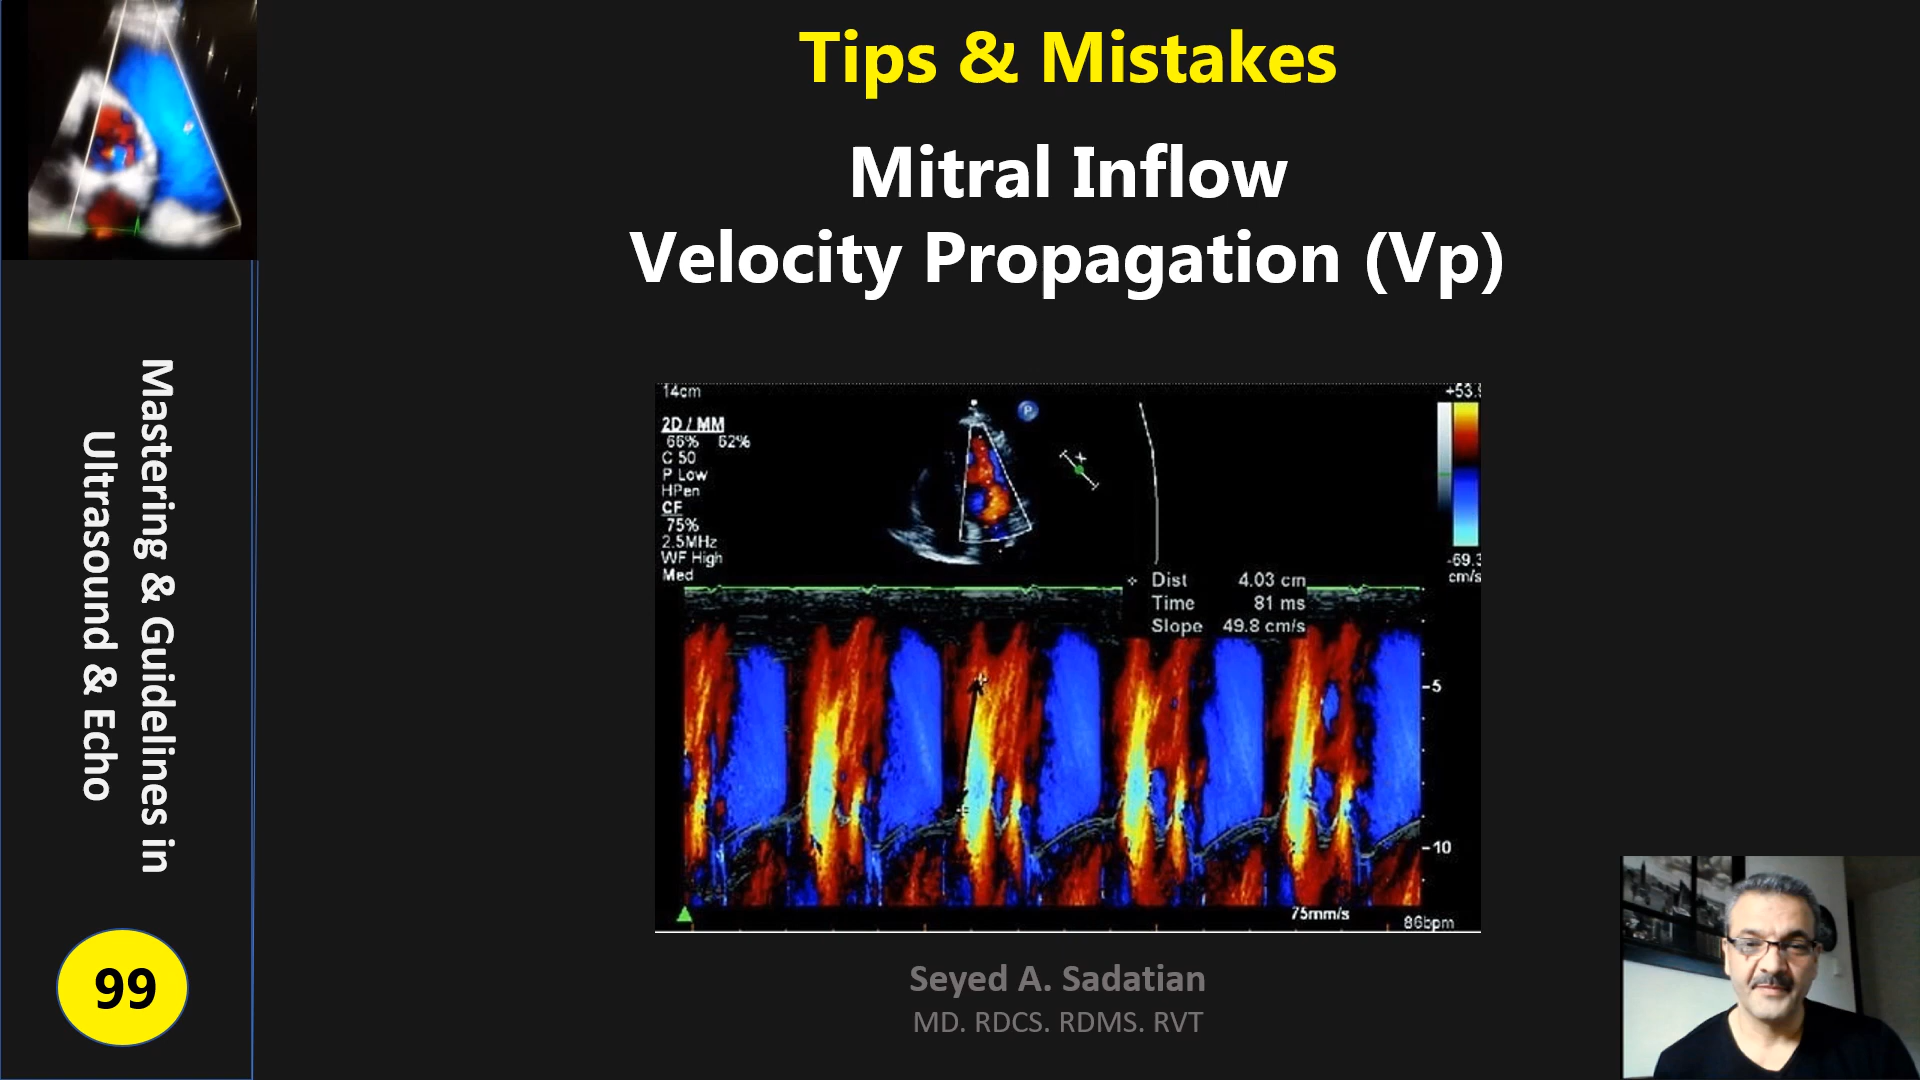 Tips & Mistakes
Mitral Inflow
Velocity Propagation (Vp)
Mastering & Guidelines in
Ultrasound & Echo
99
14cm
2D / MM
66% 62%
C 50
P Low
HPen
CF
75%
2.5MHz
WF High
Med
P
+53.9
-69.3
cm/s
Dist 4.03 cm
Time 81 ms
Slope 49.8 cm/s
-5
-10
75mm/s
86bpm
Seyed A. Sadatian
MD. RDCS. RDMS. RVT